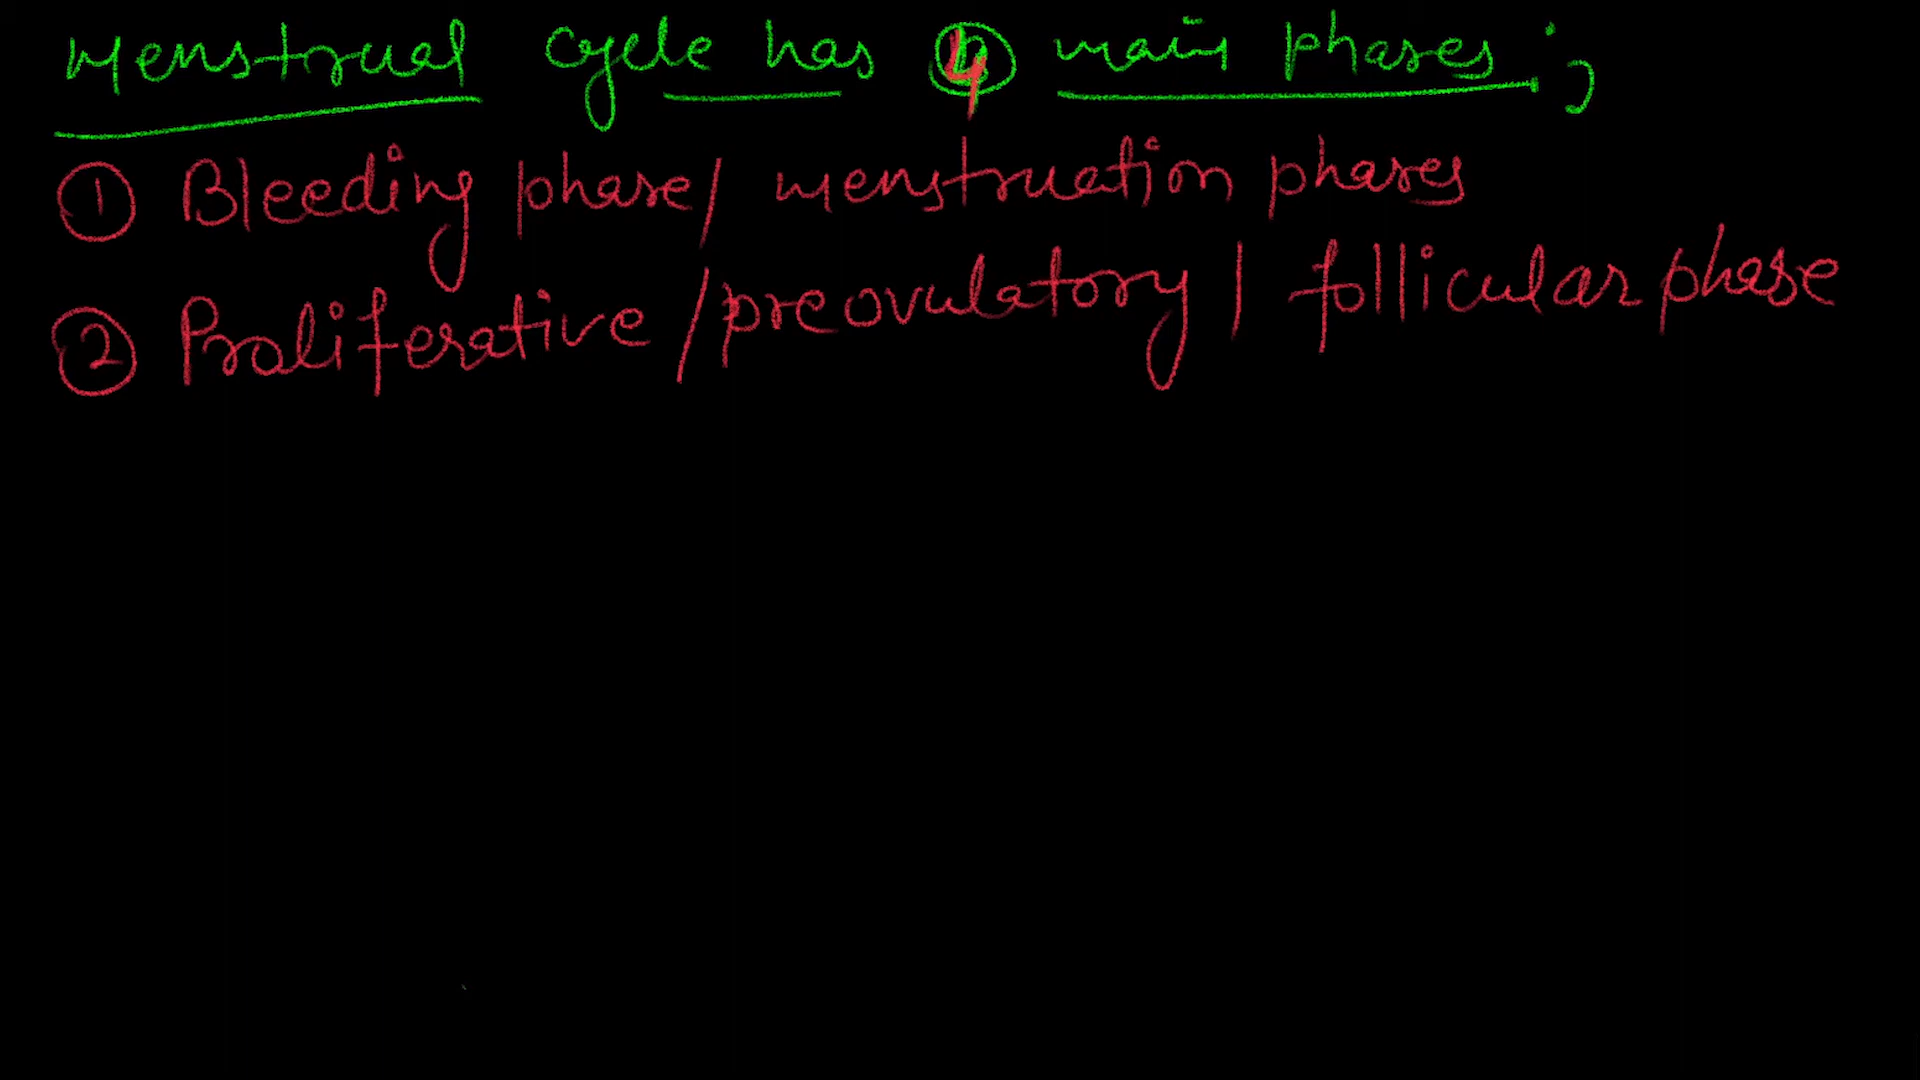 Menstrual cycle has 4 main phases:;
1 Bleeding phase/ menstruation phases
2 Proliferative/preovulatory/follicular phase